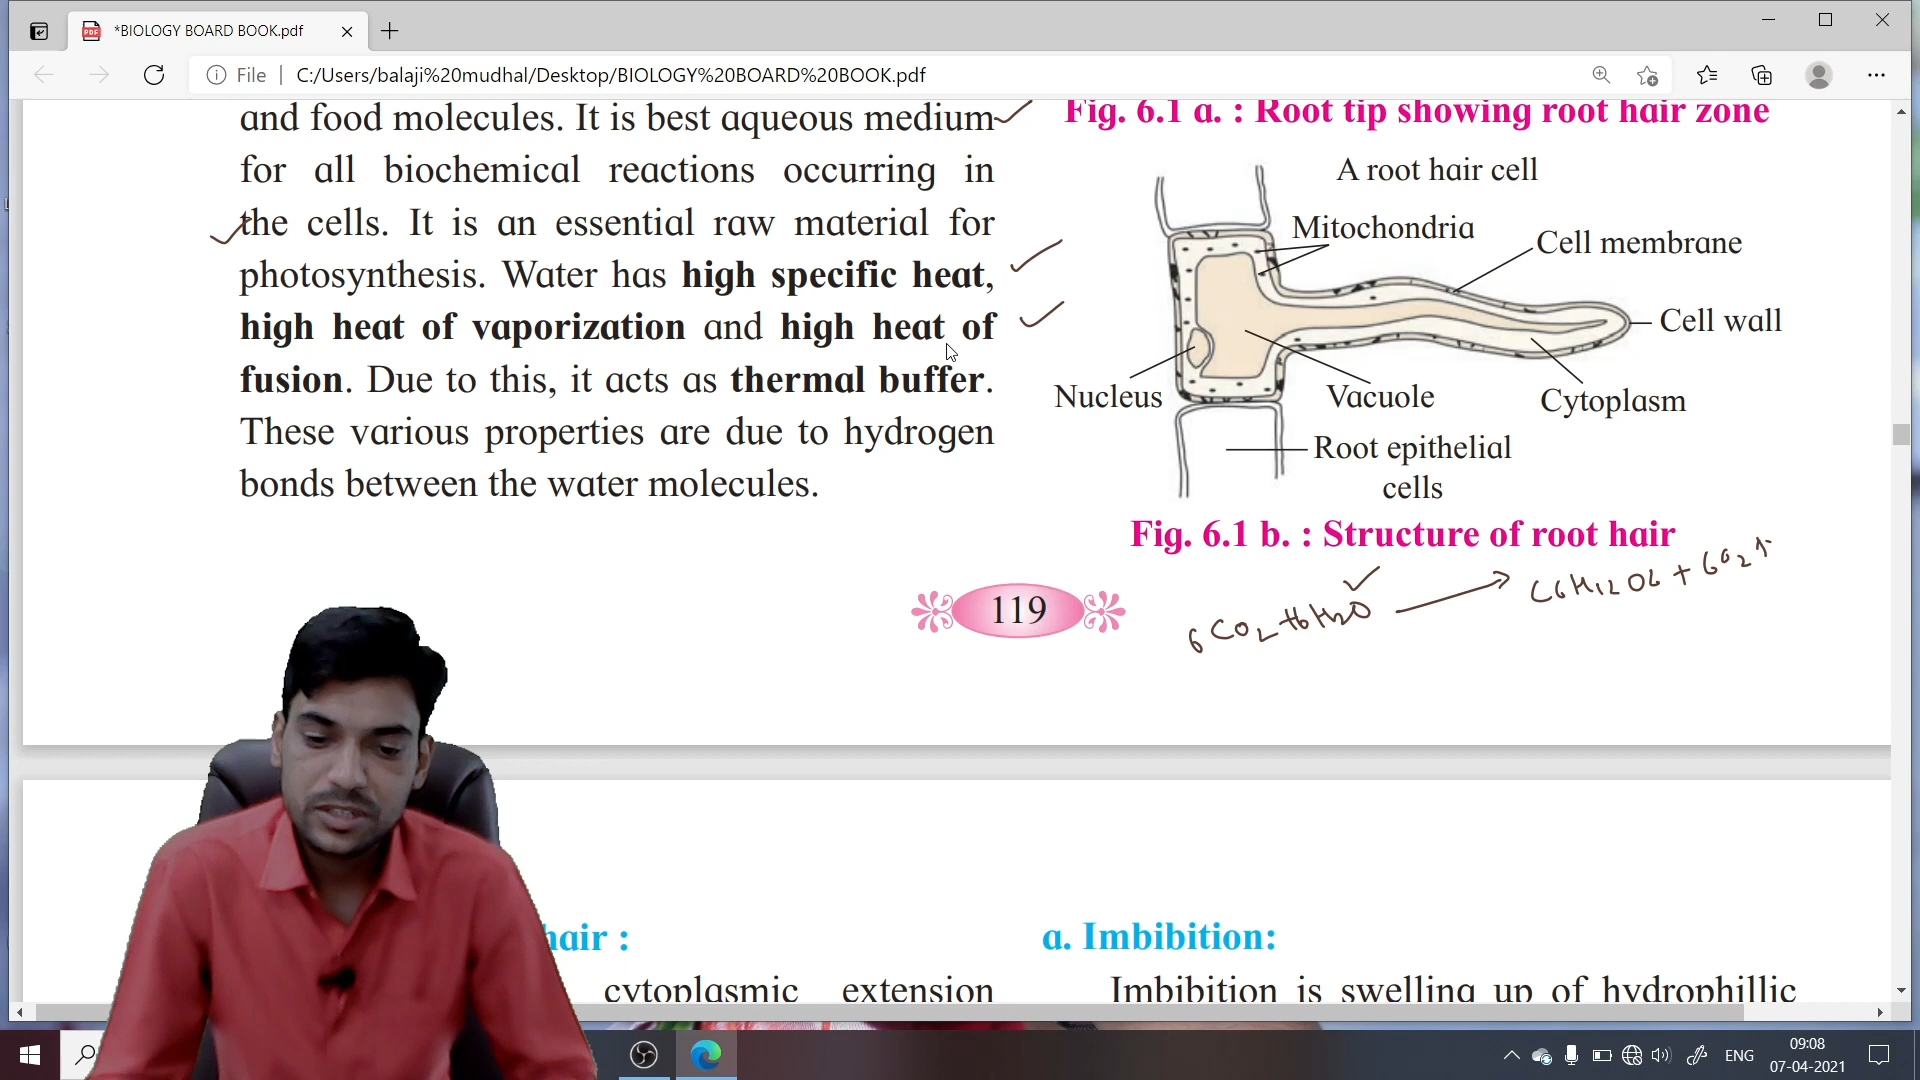 *BIOLOGY BOARD BOOK.pdf
File | C:/Users/balaji%20mudhal/Desktop/BIOLOGY%20BOARD%20BOOK.pdf
and food molecules. It is best aqueous medium
for all biochemical reactions occurring in
the cells. It is an essential raw material for
photosynthesis. Water has high specific heat,
high heat of vaporization and high heat of
fusion. Due to this, it acts as thermal buffer.
These various properties are due to hydrogen
bonds between the water molecules.
Fig. 6.1 a. : Root tip showing root hair zone
A root hair cell
Mitochondria
Cell membrane
Cell wall
Nucleus
Vacuole
Cytoplasm
Root epithelial
cells
Fig. 6.1 b. : Structure of root hair
6CO2 + 6H2O → C6H12O6 + 6O2 ↑
119
hair :
cytoplasmic extension
a. Imbibition:
Imbibition is swelling up of hydrophillic
ENG
09:08
07-04-2021